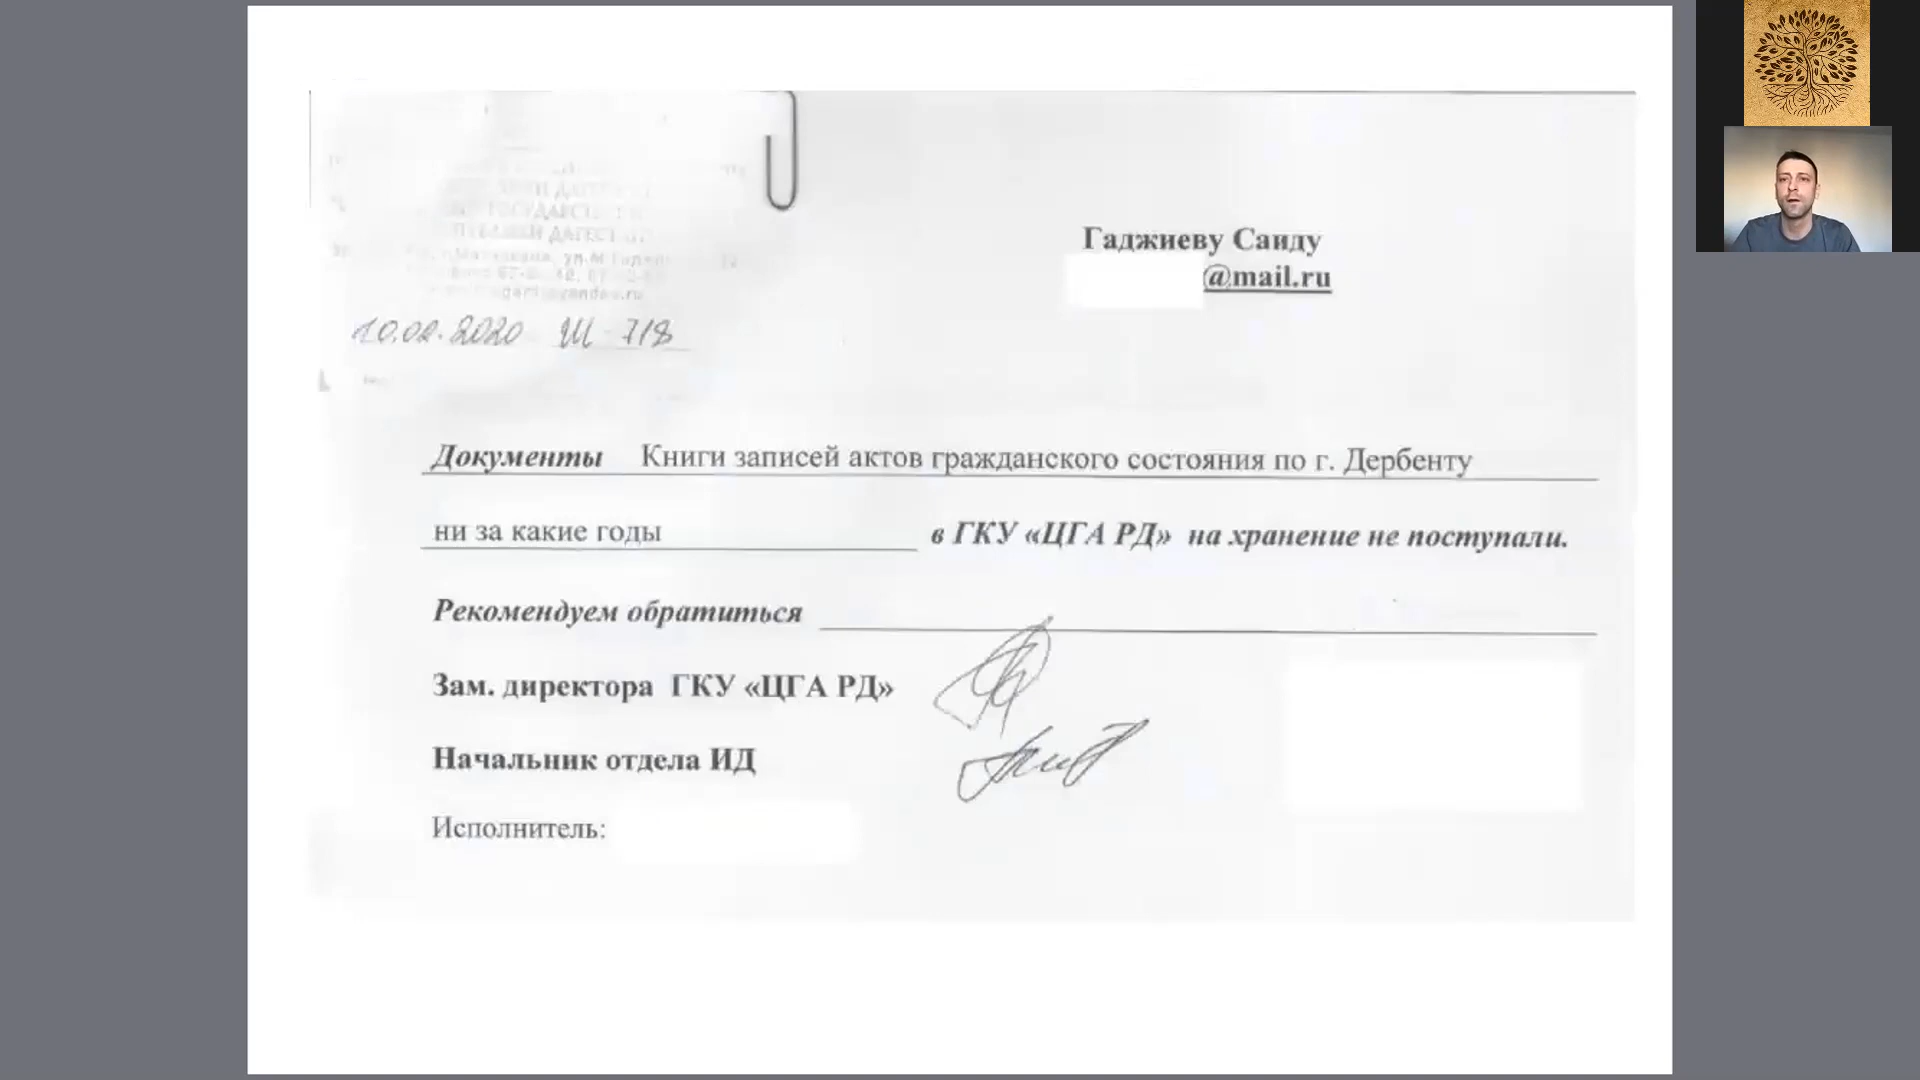 Гаджиеву Саиду
@mail.ru
10.02.2020
Документы Книги записей актов гражданского состояния по г. Дербенту
ни за какие годы в ГКУ «ЦГА РД» на хранение не поступали.
Рекомендуем обратиться
Зам. директора ГКУ «ЦГА РД»
Начальник отдела ИД
Исполнитель: